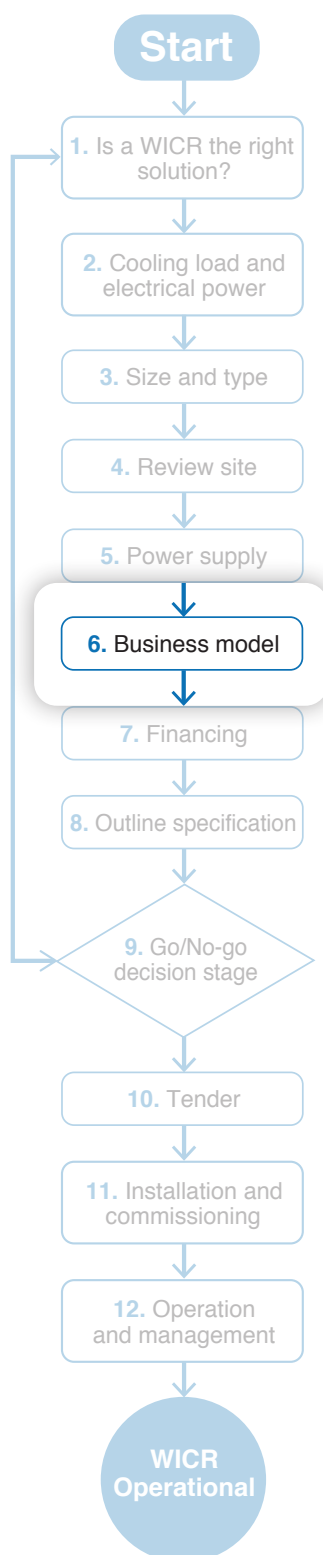 Start
1. Is a WICR the right
solution?
2. Cooling load and
electrical power
3. Size and type
4. Review site
5. Power supply
6. Business model
7. Financing
8. Outline specification
9. Go/No-go
decision stage
10. Tender
11. Installation and
commissioning
12. Operation
and management
WICR
Operational